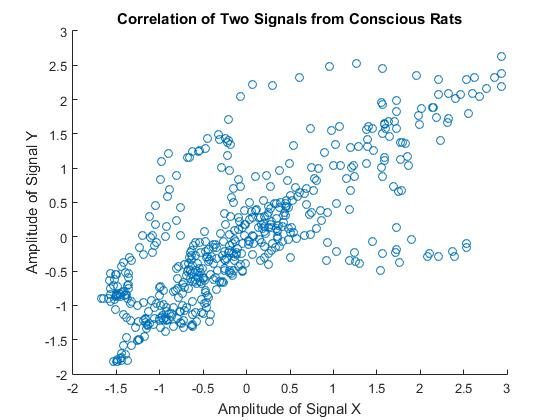 Correlation of Two Signals from Conscious Rats
3
2.5
2
1.5
1
0.5
0
-0.5
-1
-1.5
-2
Amplitude of Signal Y
-2 -1.5 -1 -0.5 0 0.5 1 1.5 2 2.5 3
Amplitude of Signal X